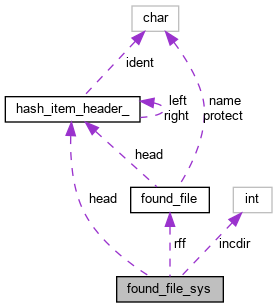 char
ident
hash_item_header_
left
right
name
protect
head
head
found_file
int
rff
incdir
found_file_sys